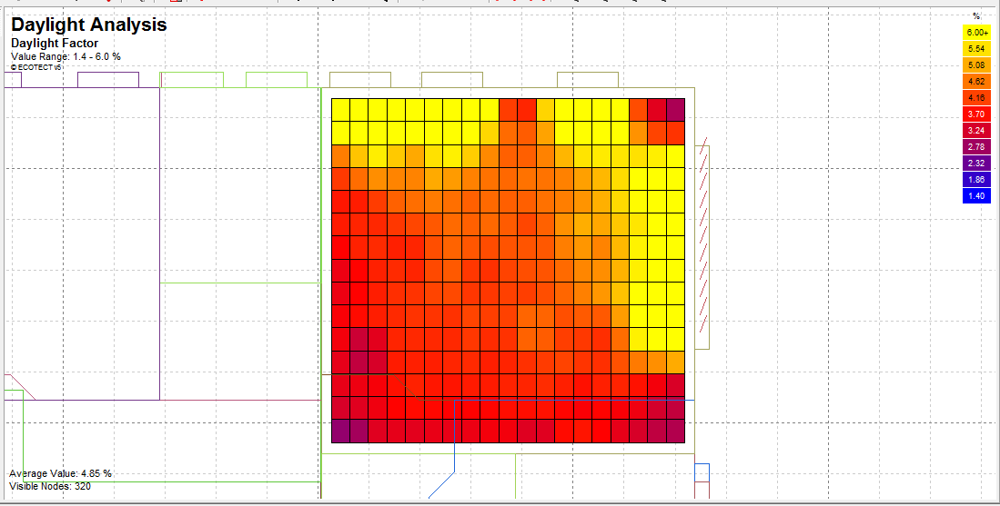 Daylight Analysis
Daylight Factor
Value Range: 1.4 - 6.0 %
© ECOTECT v5
%
6.00+
5.54
5.08
4.62
4.16
3.70
3.24
2.78
2.32
1.86
1.40
Average Value: 4.85 %
Visible Nodes: 320